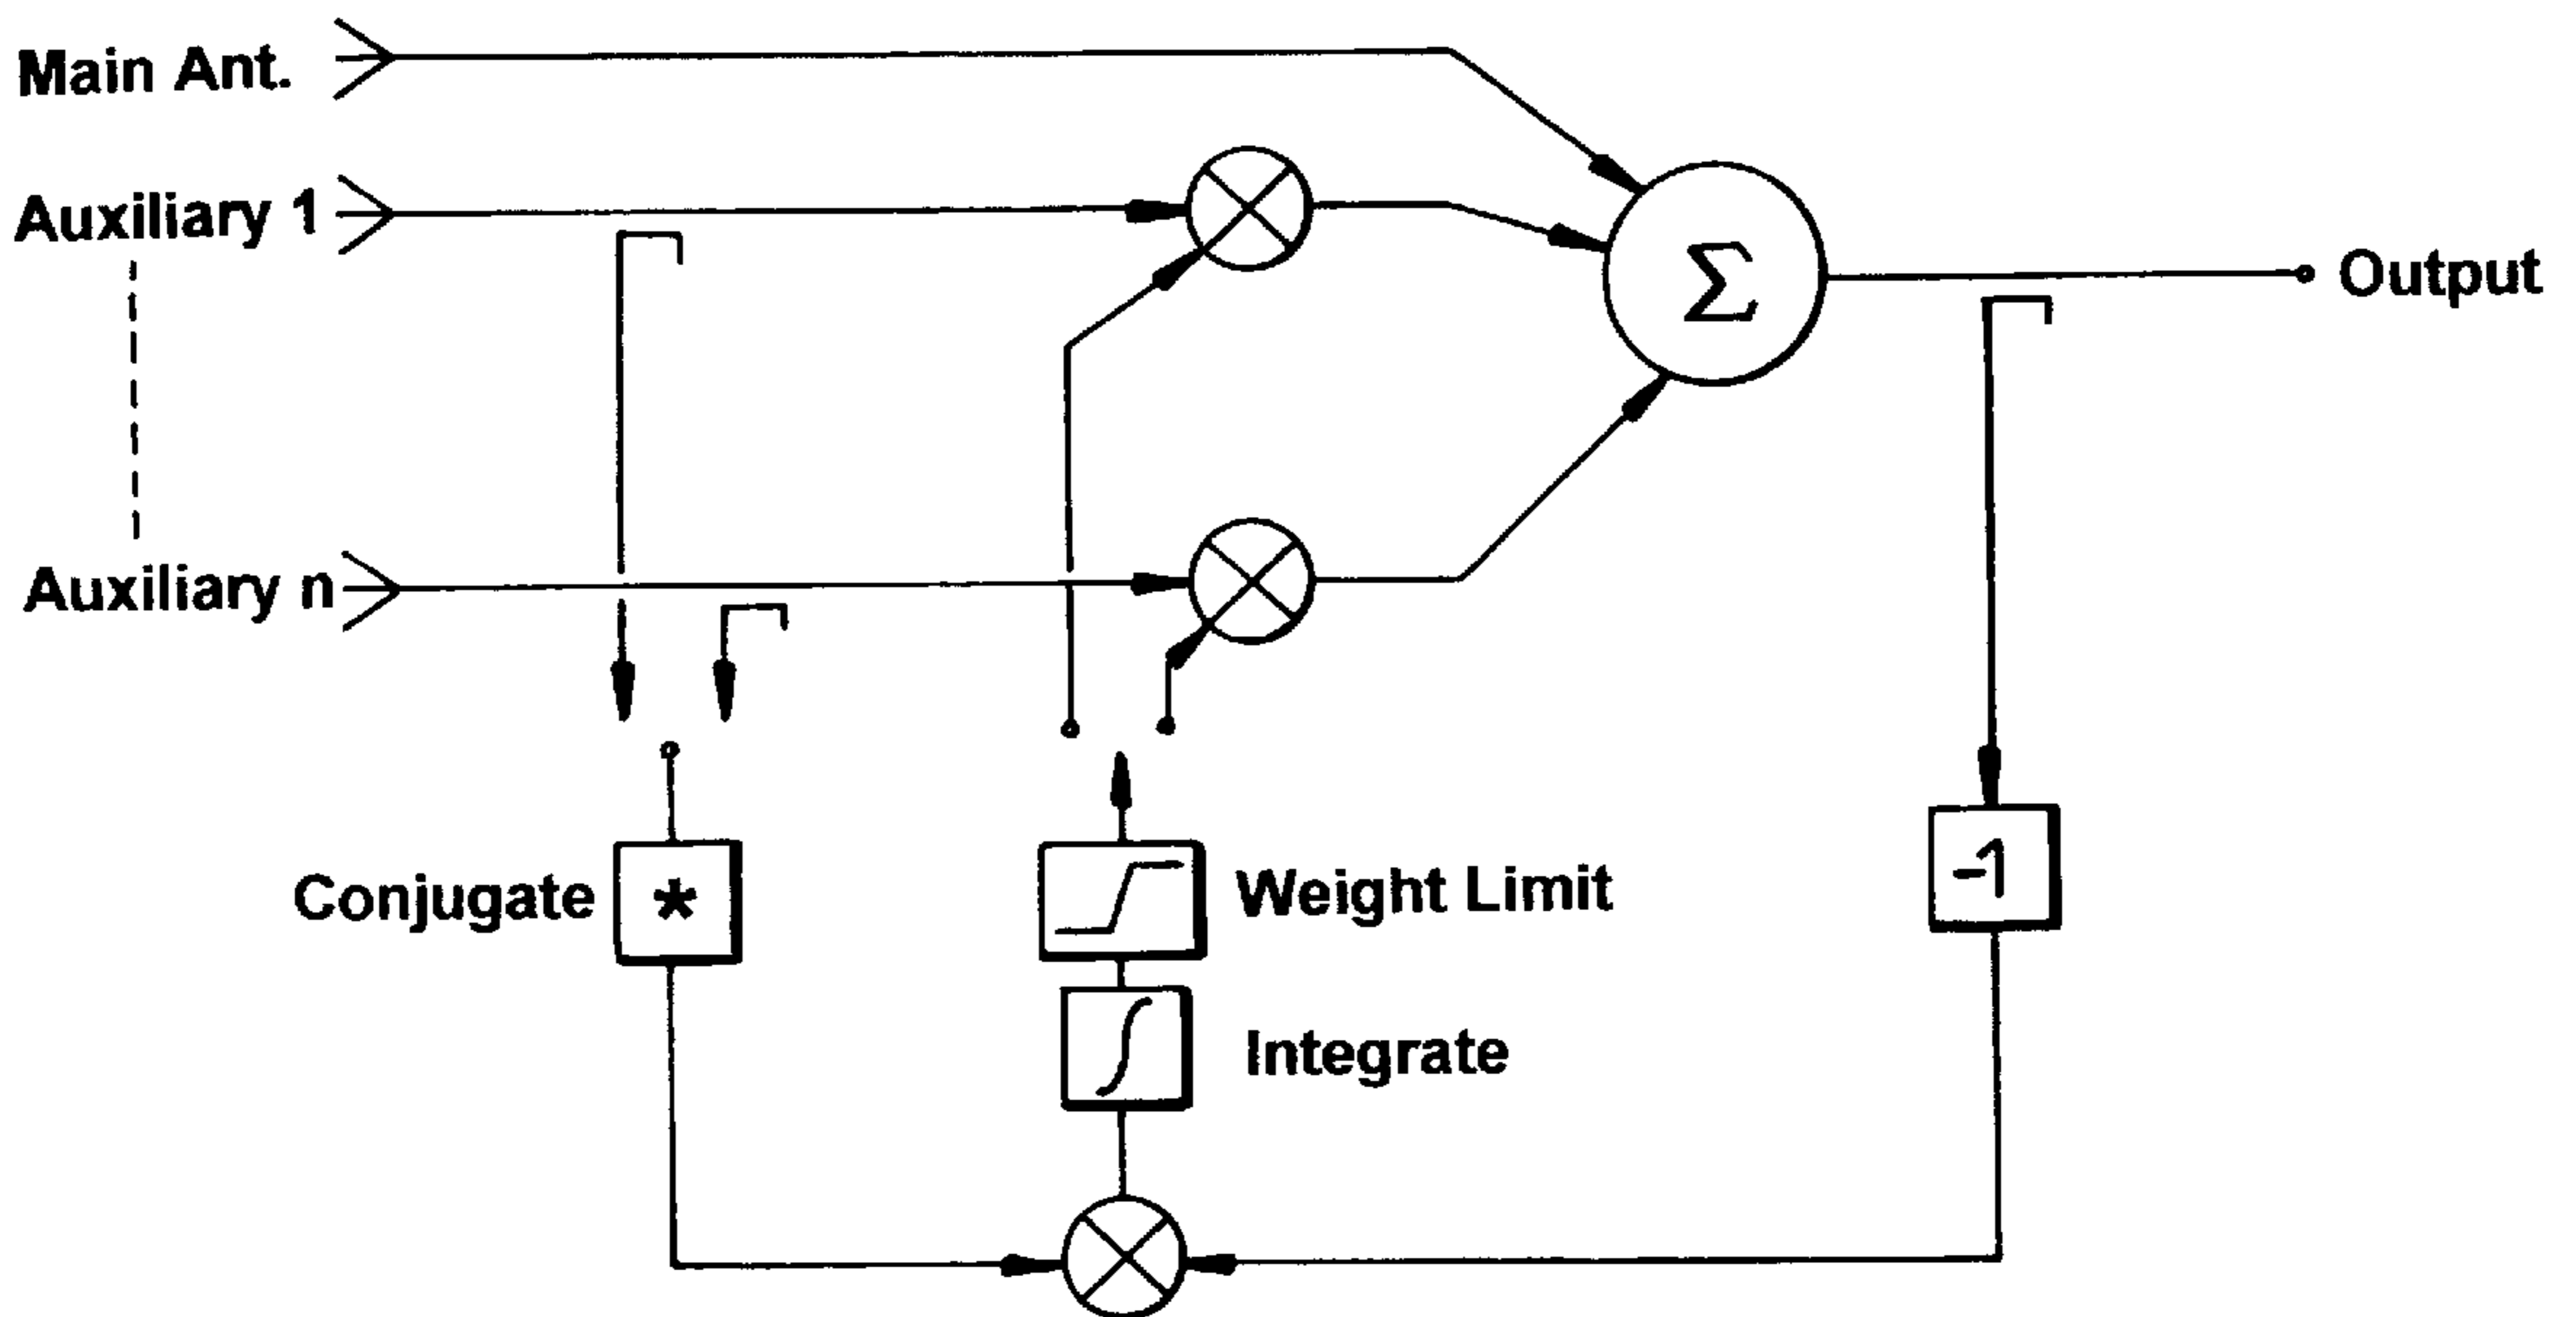 Main Ant.
Auxiliary 1
Σ
Output
Auxiliary n
Conjugate
*
Weight Limit
-1
Integrate